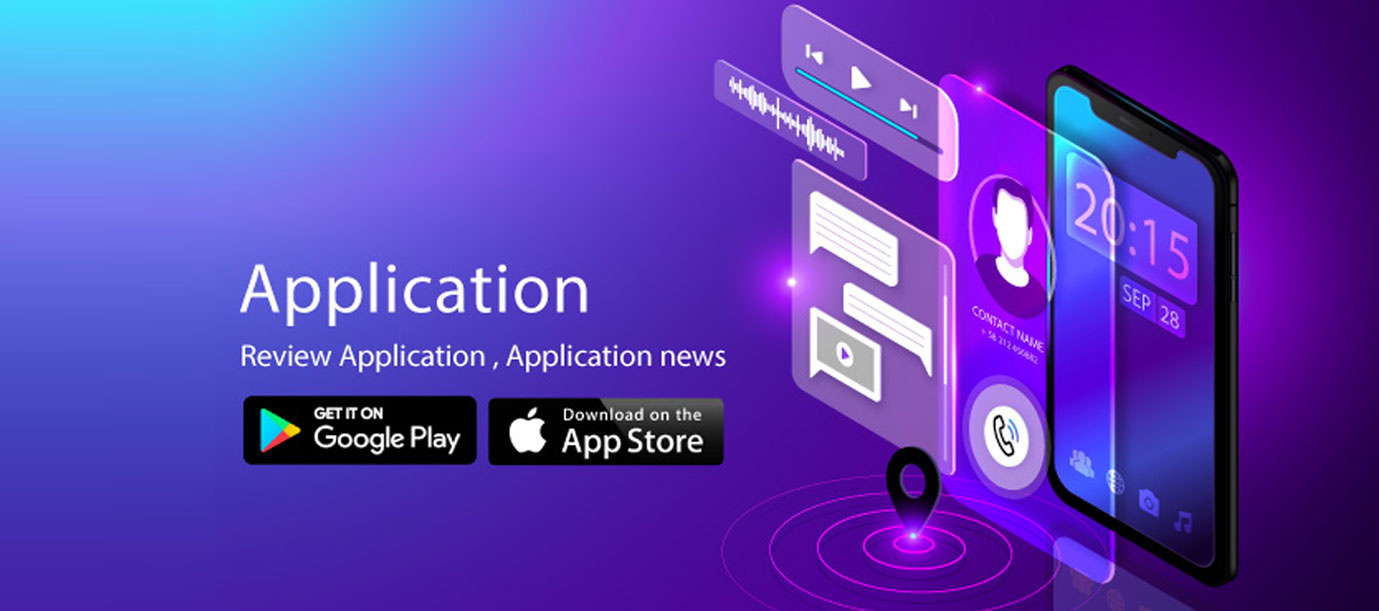 Application
Review Application , Application news
GET IT ON
Google Play
Download on the
App Store
20:15
SEP 28
CONTACT NAME